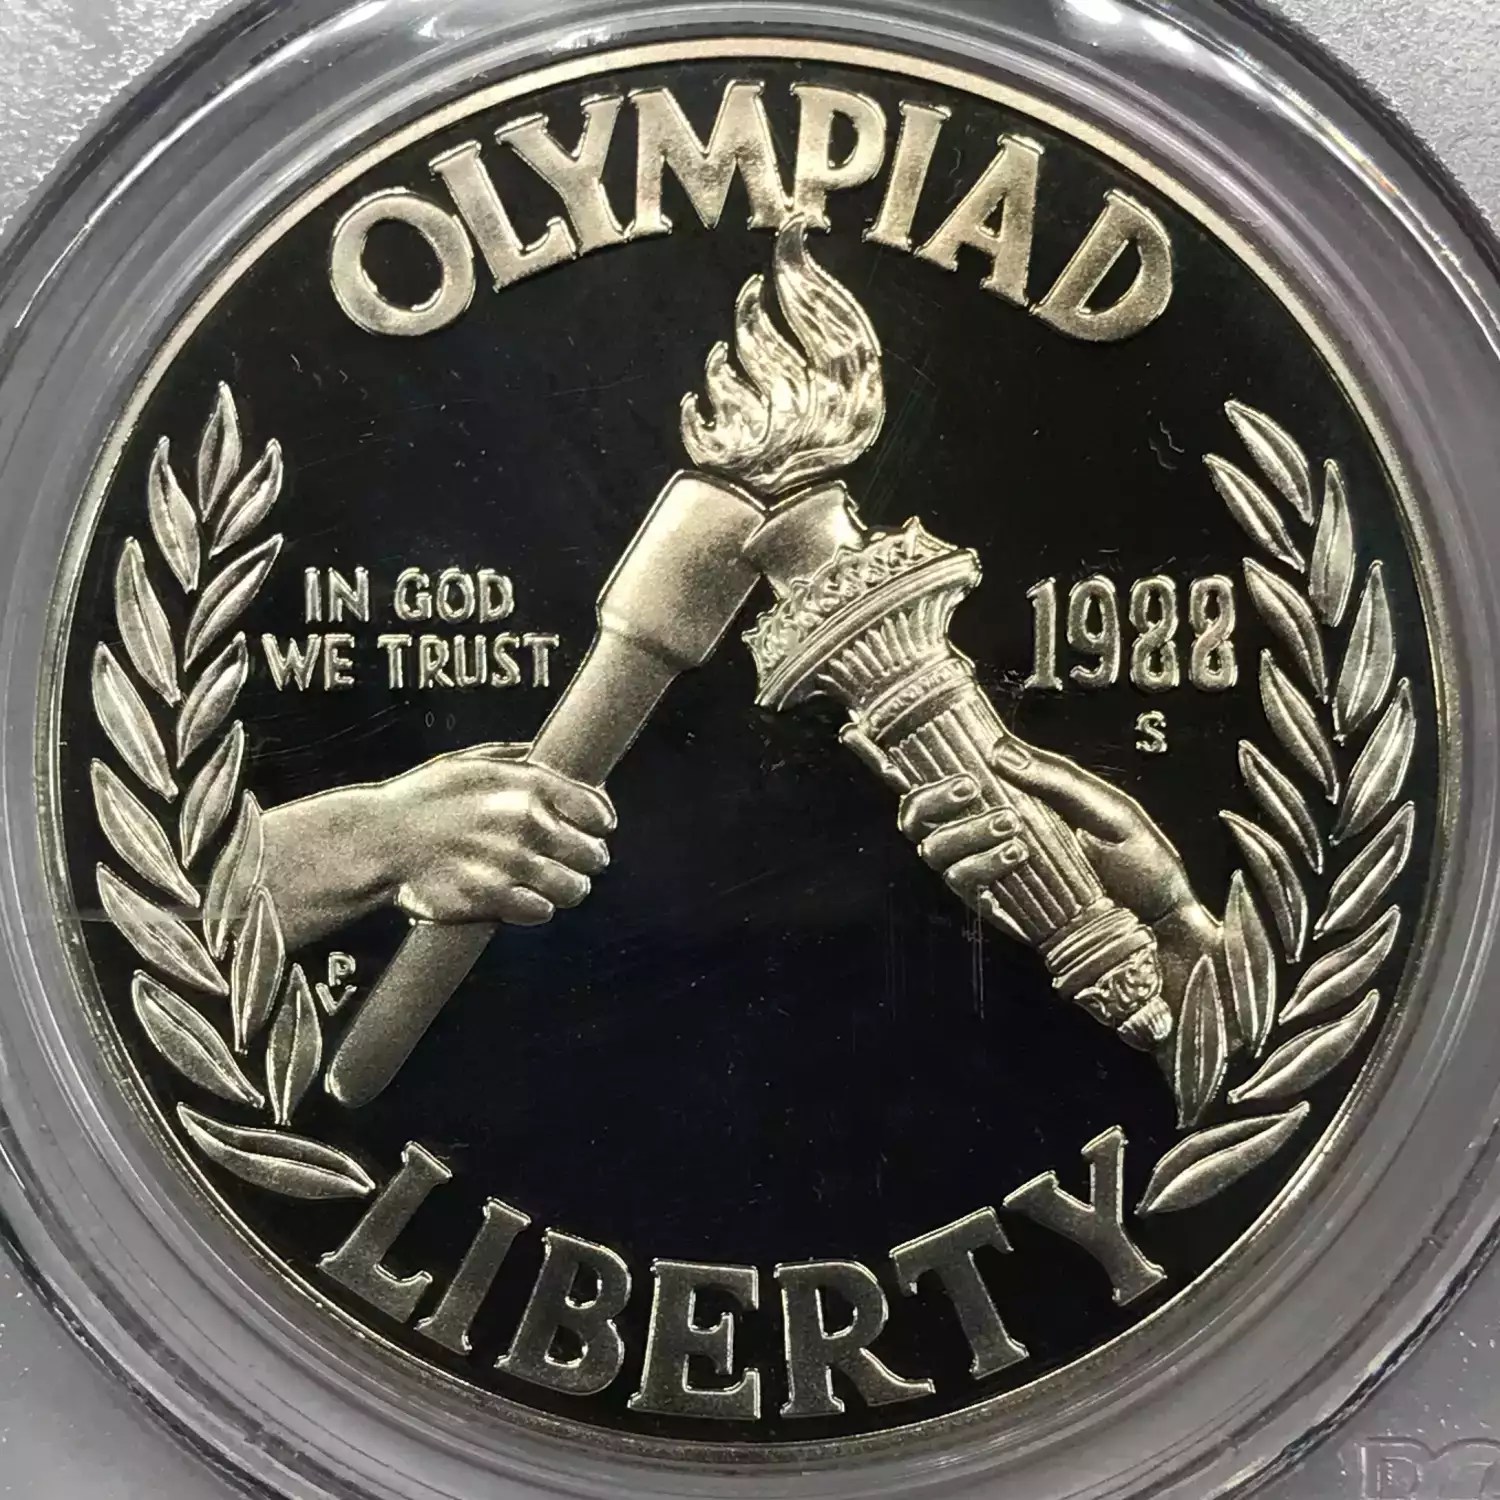 OLYMPIAD
IN GOD
WE TRUST
1988
S
PV
LIBERTY